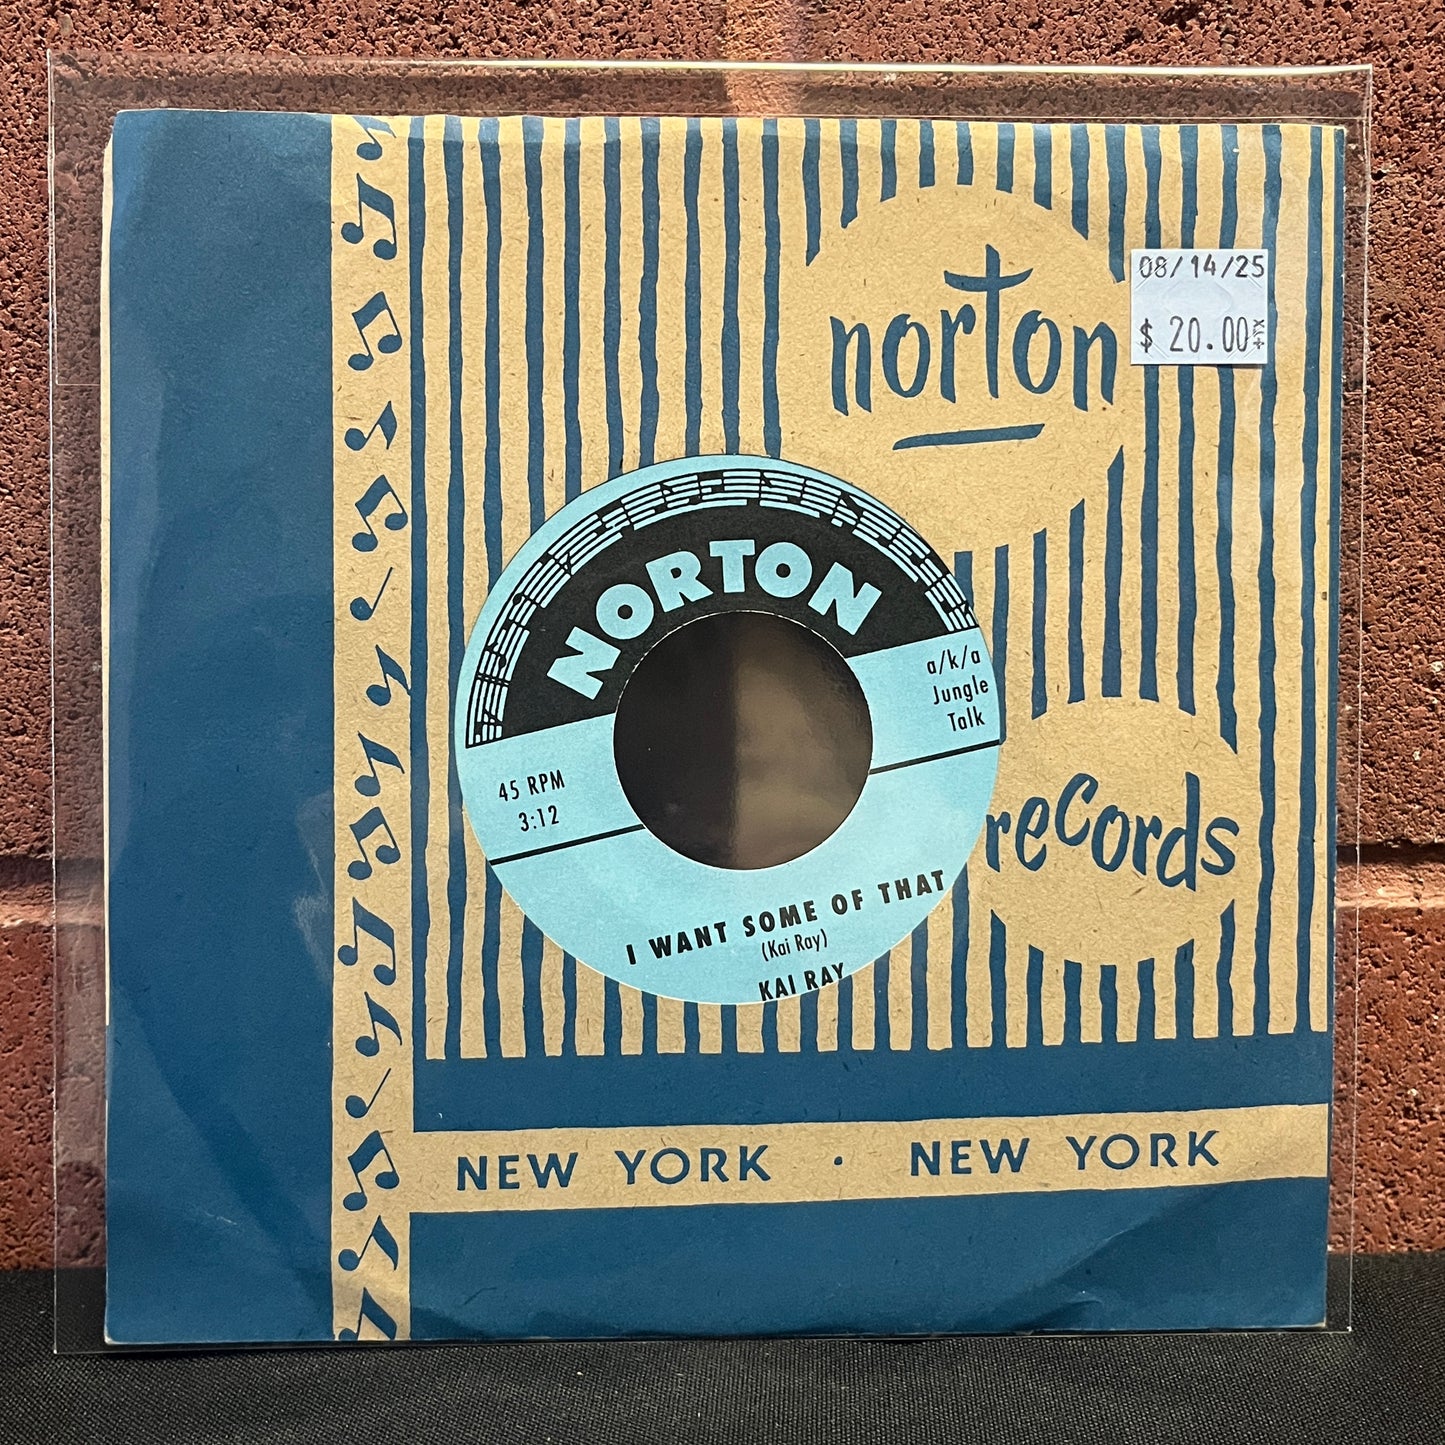 08/14/25
$ 20.00
norton
NORTON
a/k/a
Jungle
Talk
45 RPM
3:12
records
I WANT SOME OF THAT
(Kai Ray)
KAI RAY
NEW YORK · NEW YORK